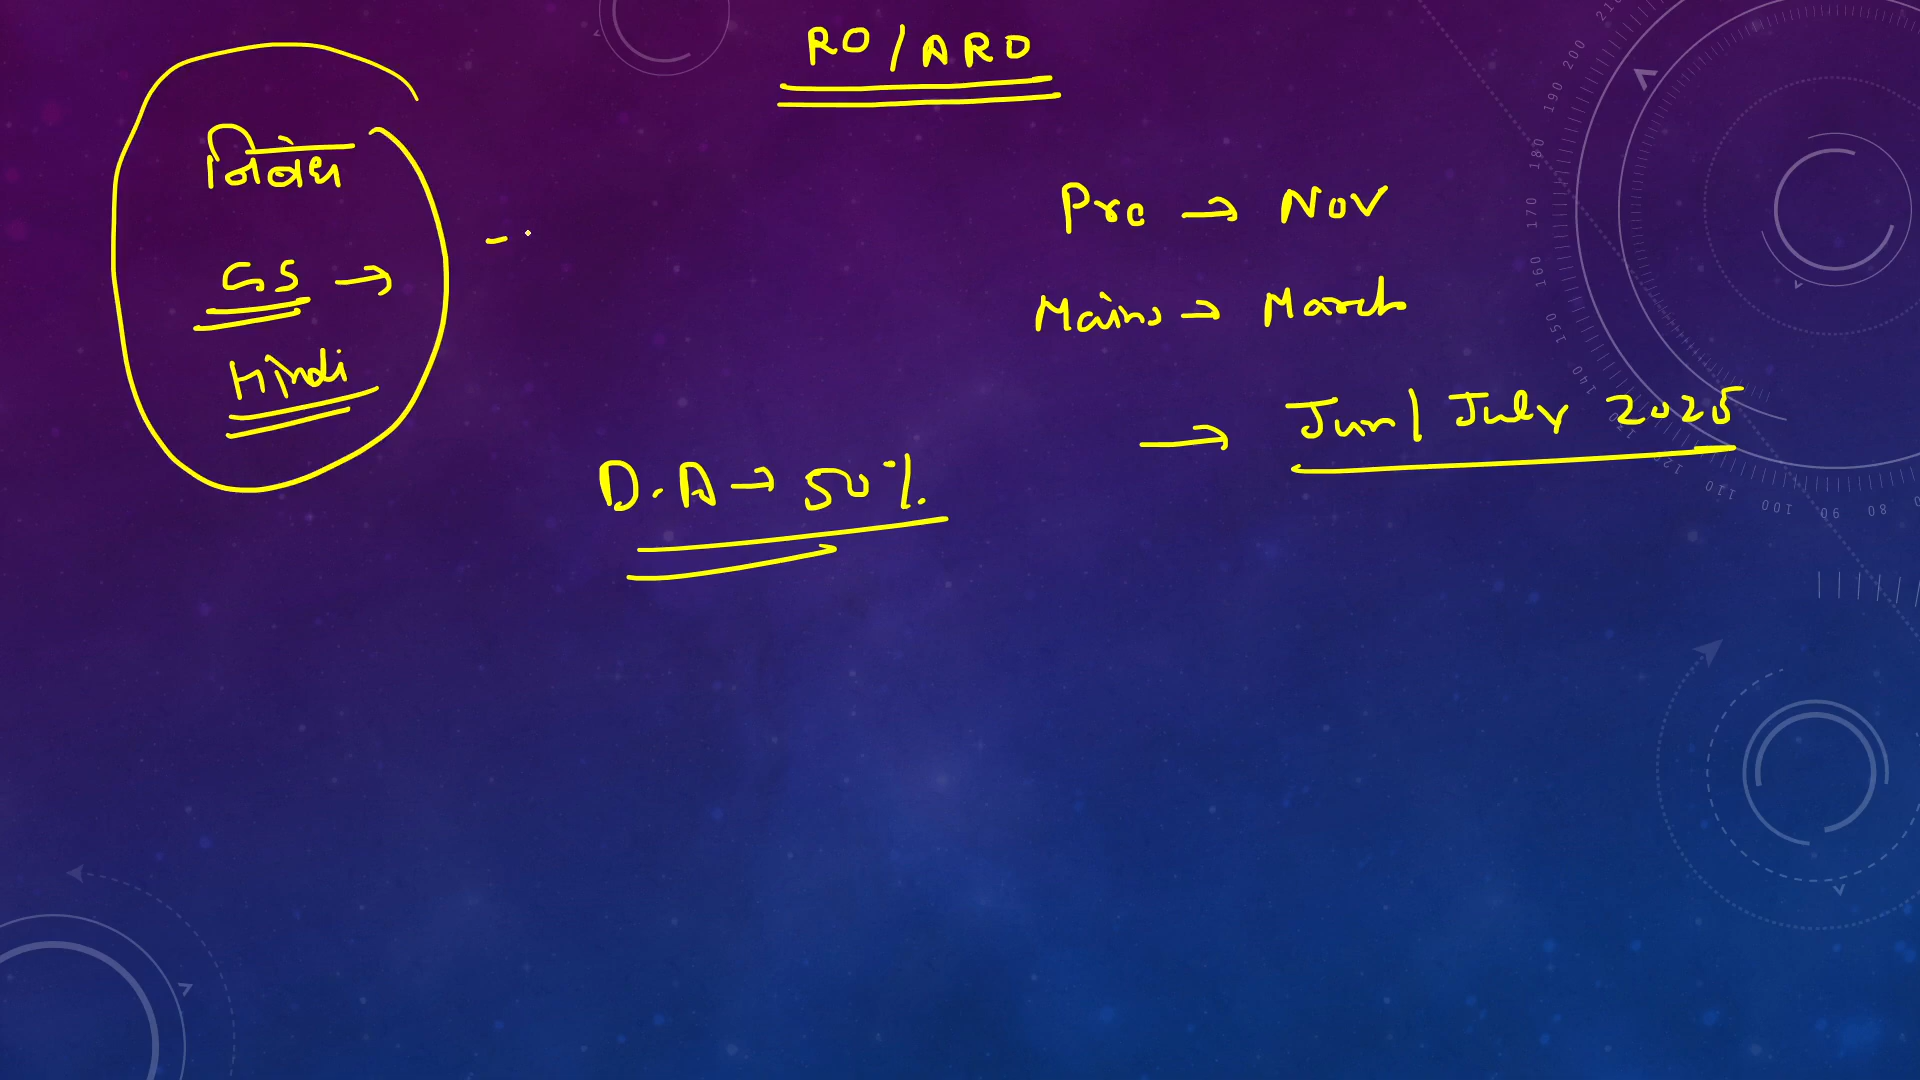 RO/ARO
निबंध
GS →
Hindi
Pre → Nov
Mains → March
→ Jun/July 2025
D.A → 50%